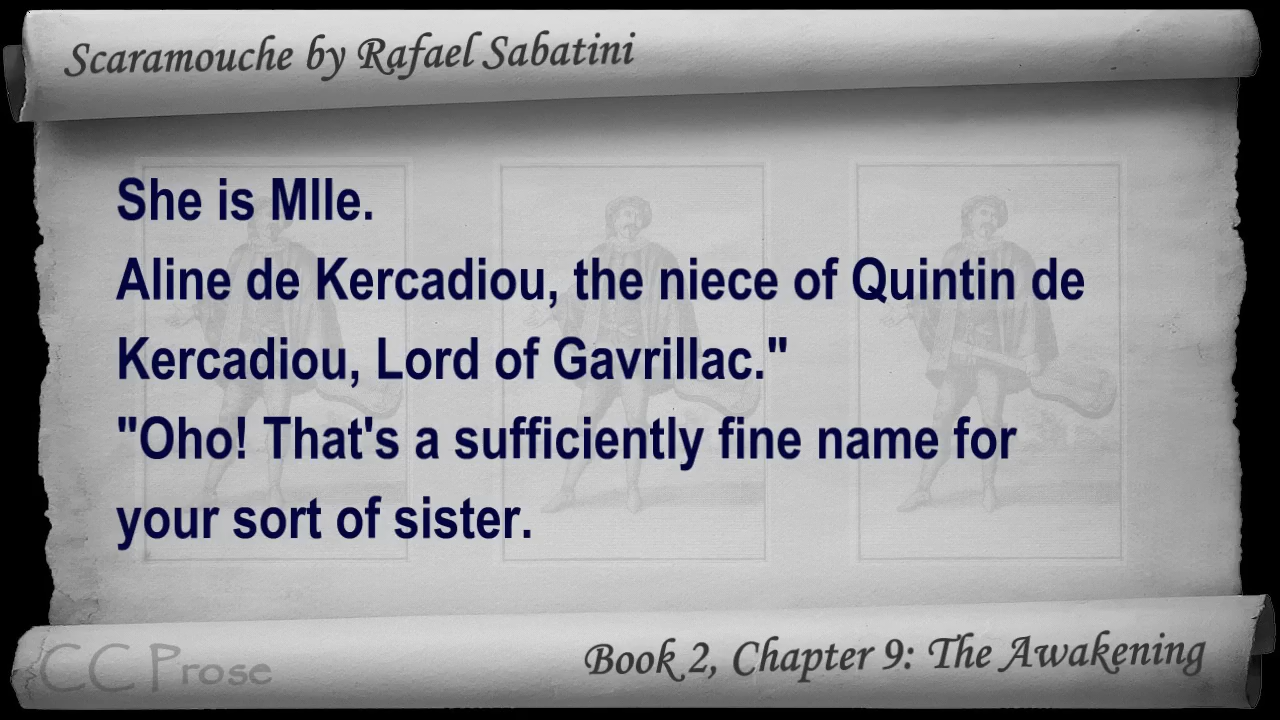 Scaramouche by Rafael Sabatini
She is Mlle.
Aline de Kercadiou, the niece of Quintin de
Kercadiou, Lord of Gavrillac."
"Oho! That's a sufficiently fine name for
your sort of sister.
CC Prose
Book 2, Chapter 9: The Awakening